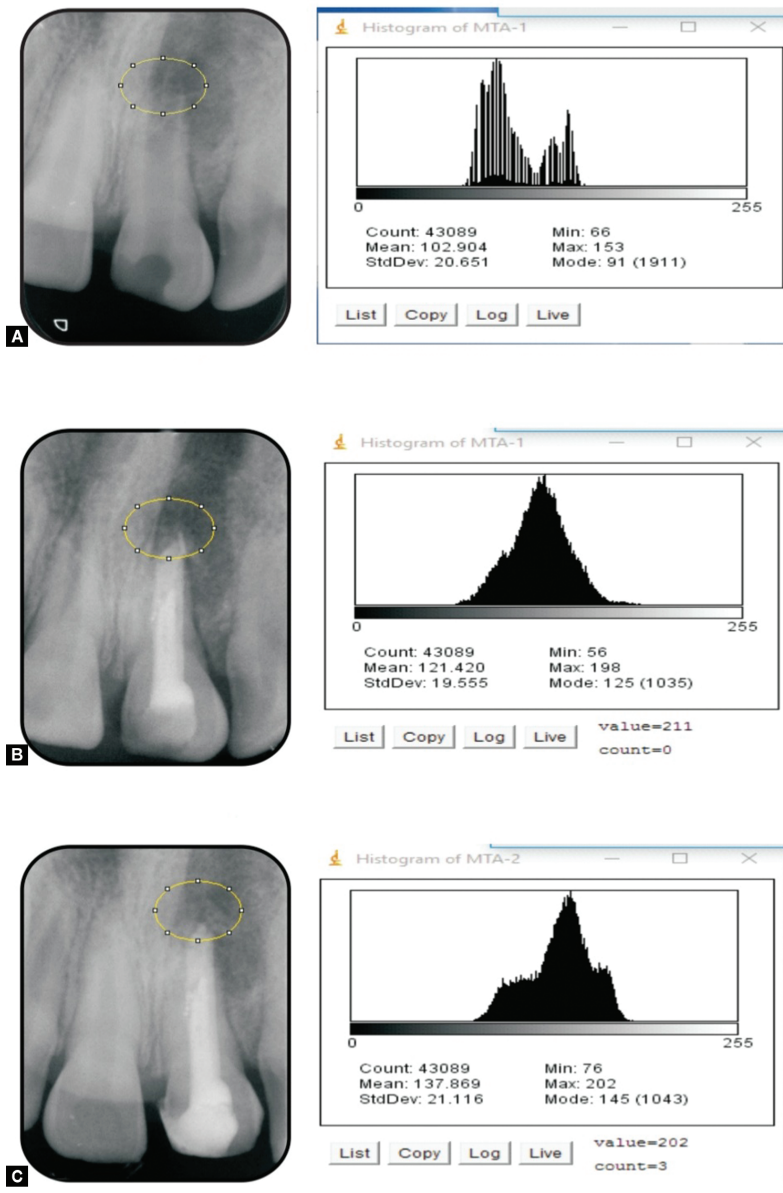 Histogram of MTA-1
0 255
Count: 43089 Min: 66
Mean: 102.904 Max: 153
StdDev: 20.651 Mode: 91 (1911)
List Copy Log Live
A
Histogram of MTA-1
0 255
Count: 43089 Min: 56
Mean: 121.420 Max: 198
StdDev: 19.555 Mode: 125 (1035)
List Copy Log Live value=211
count=0
B
Histogram of MTA-2
0 255
Count: 43089 Min: 76
Mean: 137.869 Max: 202
StdDev: 21.116 Mode: 145 (1043)
List Copy Log Live value=202
count=3
C